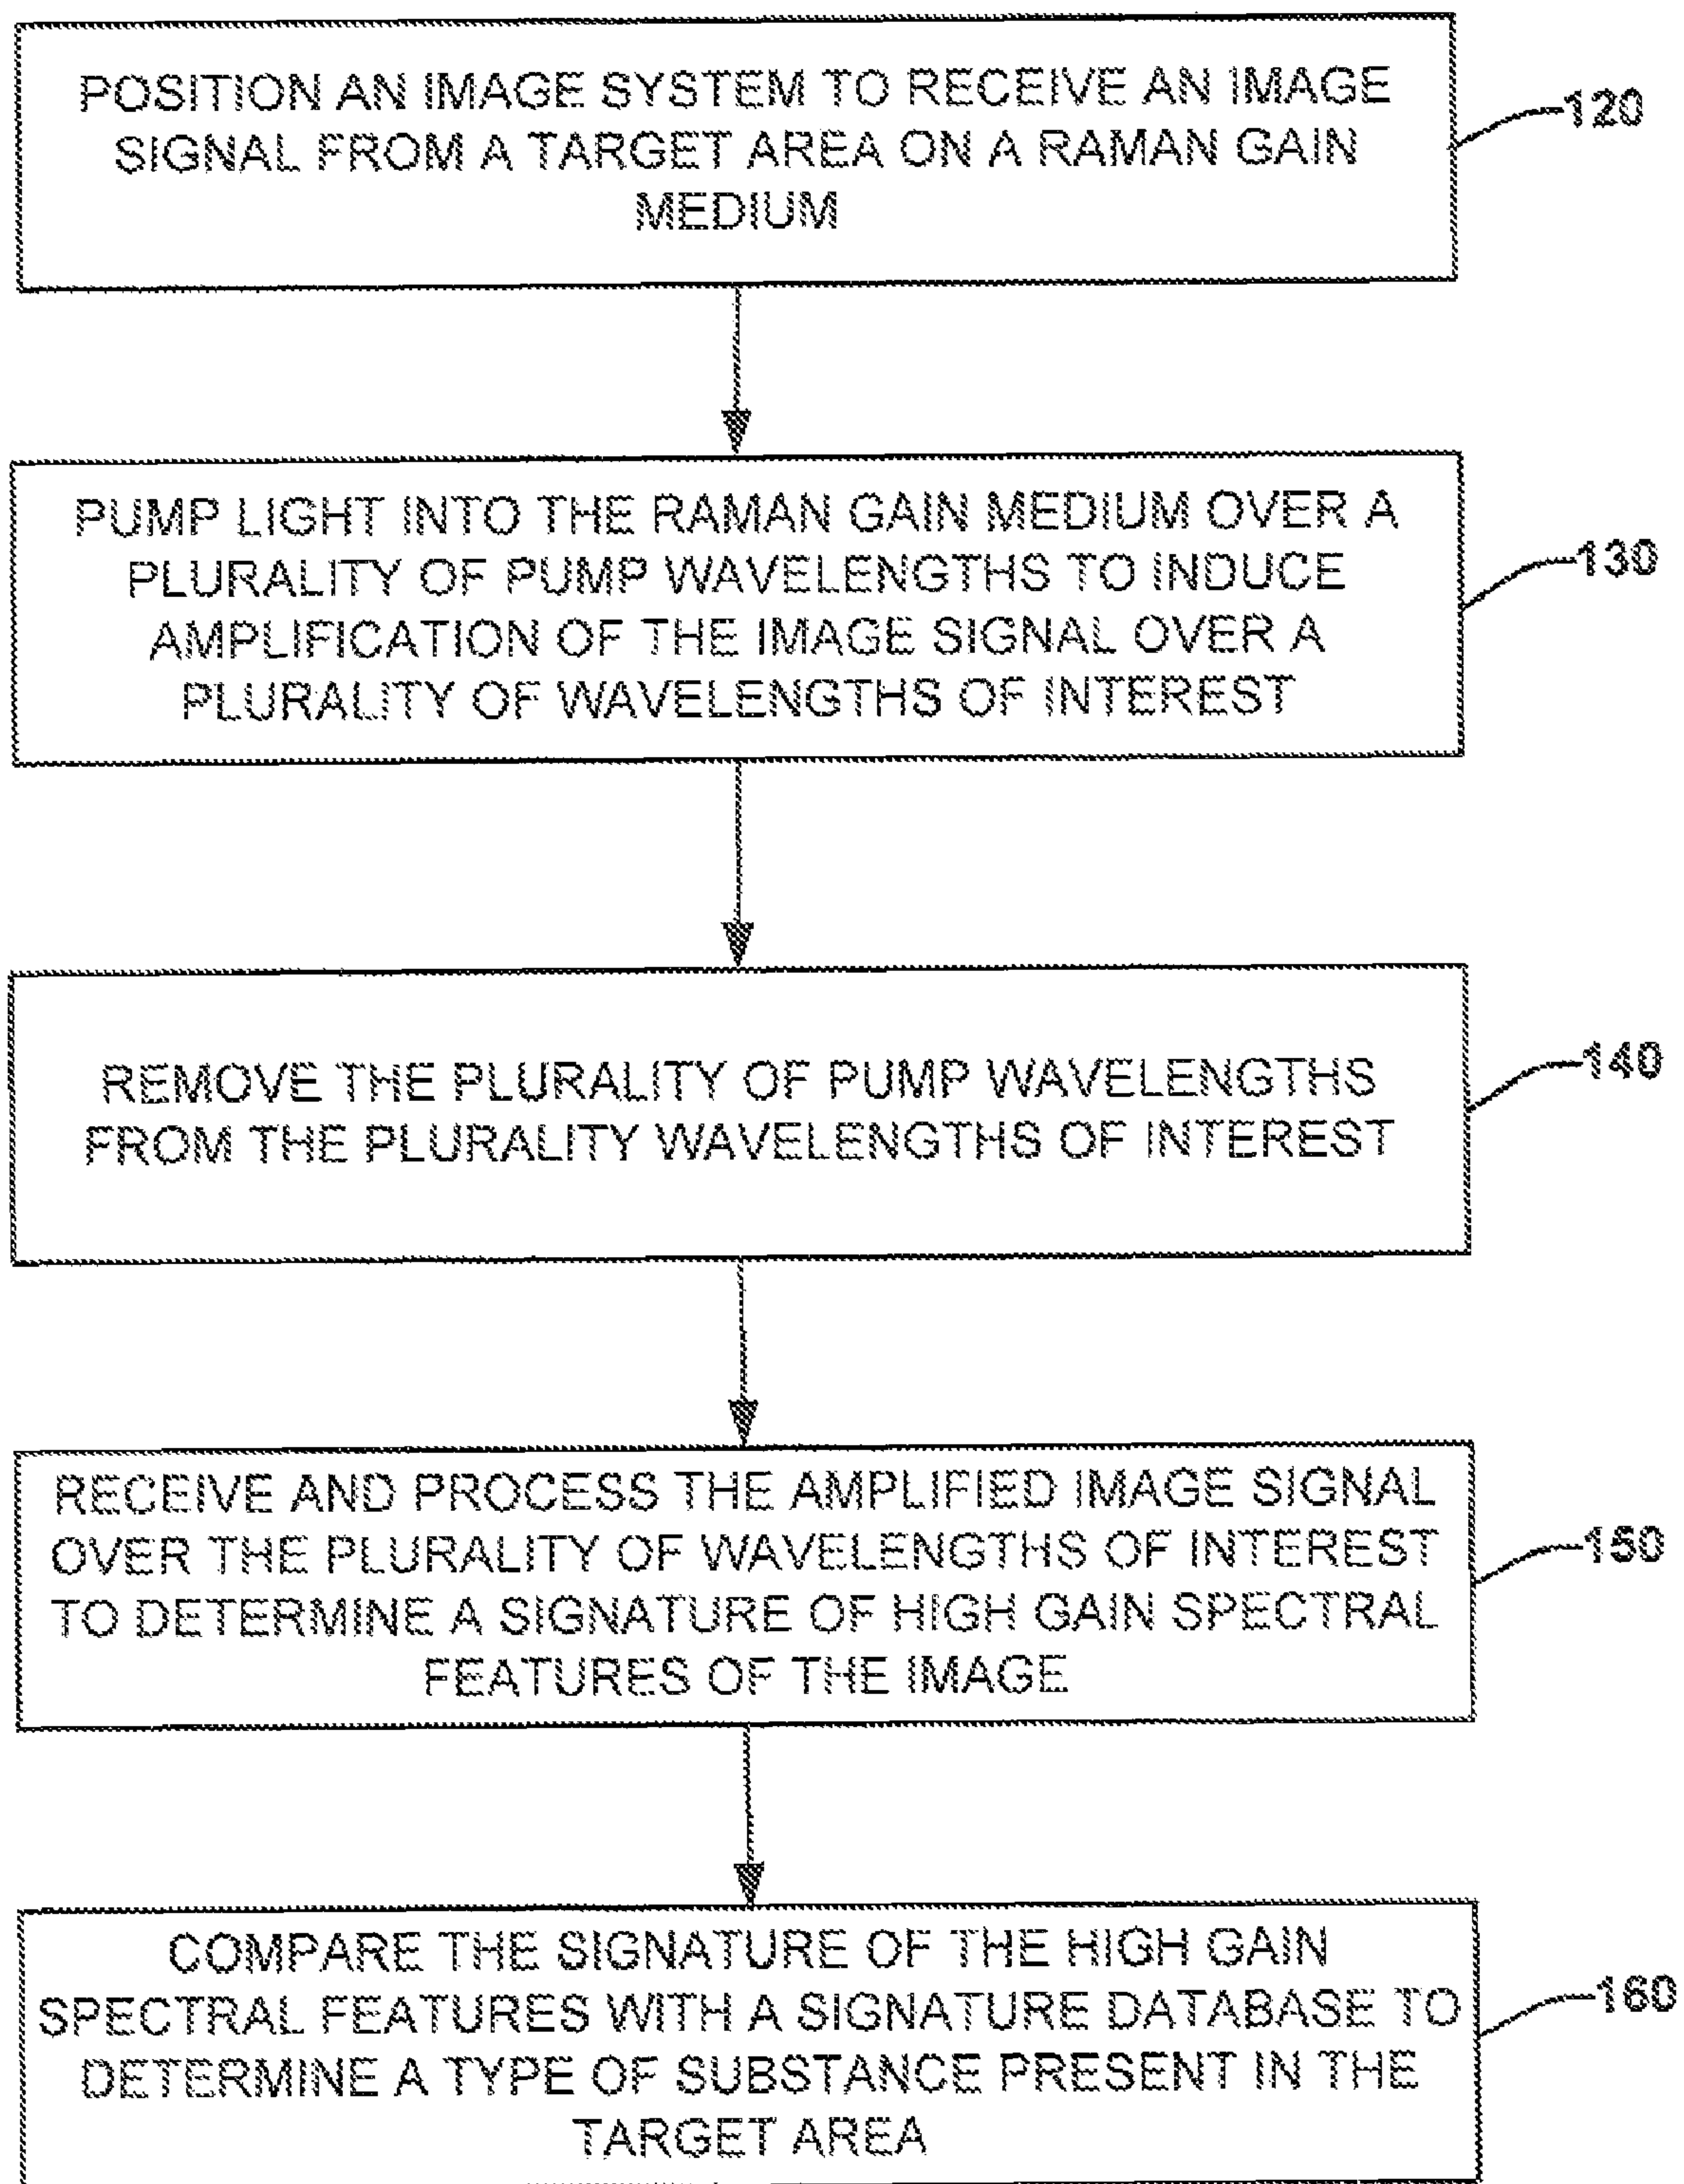 POSITION AN IMAGE SYSTEM TO RECEIVE AN IMAGE
SIGNAL FROM A TARGET AREA ON A RAMAN GAIN
MEDIUM
120
PUMP LIGHT INTO THE RAMAN GAIN MEDIUM OVER A
PLURALITY OF PUMP WAVELENGTHS TO INDUCE
AMPLIFICATION OF THE IMAGE SIGNAL OVER A
PLURALITY OF WAVELENGTHS OF INTEREST
130
REMOVE THE PLURALITY OF PUMP WAVELENGTHS
FROM THE PLURALITY WAVELENGTHS OF INTEREST
140
RECEIVE AND PROCESS THE AMPLIFIED IMAGE SIGNAL
OVER THE PLURALITY OF WAVELENGTHS OF INTEREST
TO DETERMINE A SIGNATURE OF HIGH GAIN SPECTRAL
FEATURES OF THE IMAGE
150
COMPARE THE SIGNATURE OF THE HIGH GAIN
SPECTRAL FEATURES WITH A SIGNATURE DATABASE TO
DETERMINE A TYPE OF SUBSTANCE PRESENT IN THE
TARGET AREA
160